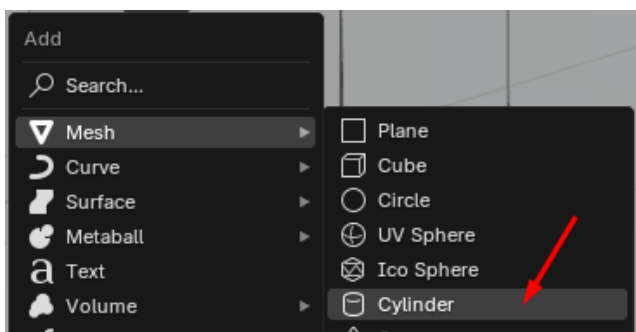 Add
Search...
Mesh
Curve
Surface
Metaball
Text
Volume
Plane
Cube
Circle
UV Sphere
Ico Sphere
Cylinder